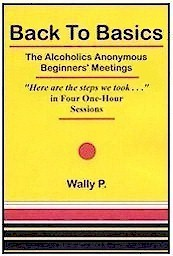 Back To Basics
The Alcoholics Anonymous
Beginners' Meetings
"Here are the steps we took . . ."
in Four One-Hour
Sessions
Wally P.